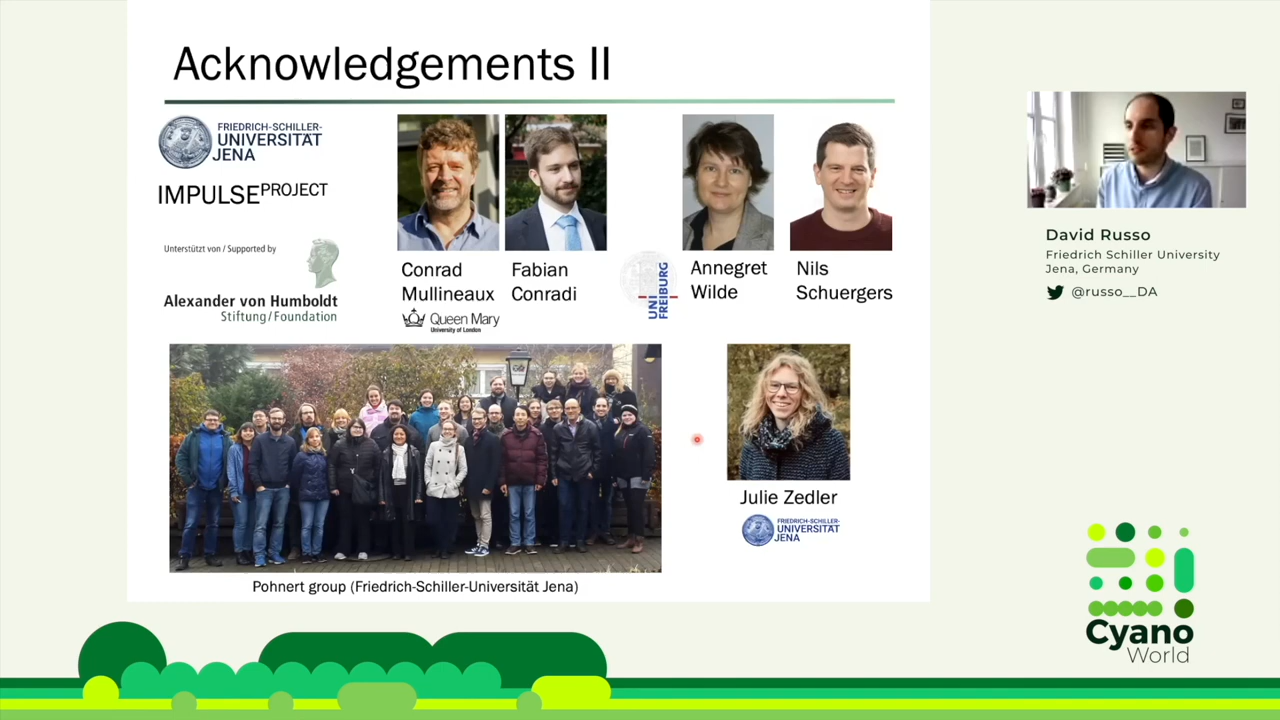 Acknowledgements II
FRIEDRICH-SCHILLER-
UNIVERSITÄT
JENA
IMPULSEPROJECT
Unterstützt von / Supported by
Alexander von Humboldt
Stiftung/Foundation
Conrad
Mullineaux
Queen Mary
University of London
Fabian
Conradi
UNI
FREIBURG
Annegret
Wilde
Nils
Schuergers
Pohnert group (Friedrich-Schiller-Universität Jena)
Julie Zedler
FRIEDRICH-SCHILLER-
UNIVERSITÄT
JENA
David Russo
Friedrich Schiller University
Jena, Germany
@russo__DA
Cyano
World